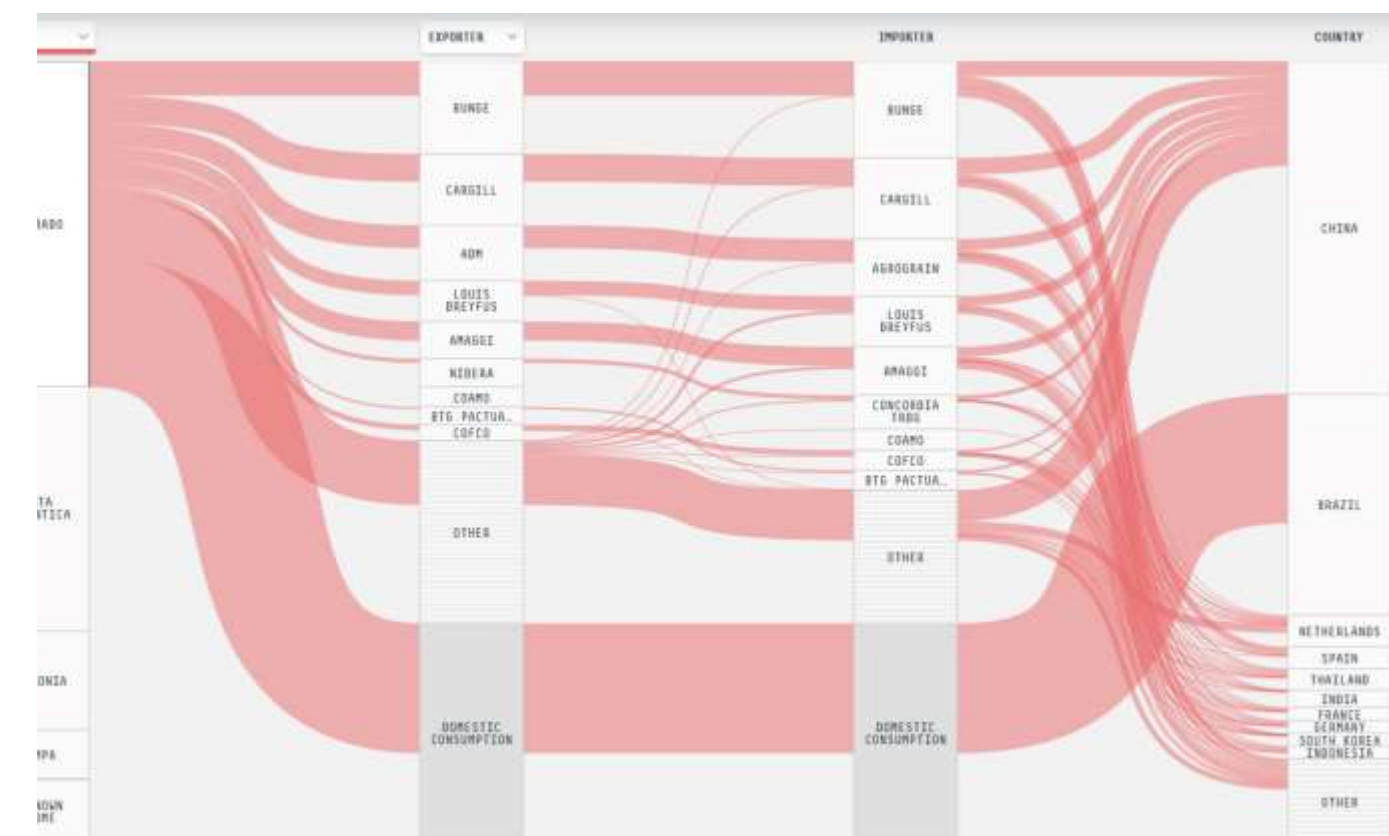 EXPORTER
IMPORTER
COUNTRY
RADO
TA
NTICA
ONIA
MPA
NOWN
OME
BUNGE
CARGILL
ADM
LOUIS
DREYFUS
AMAGGI
NIDERA
COAMO
BTG PACTUA..
COFCO
OTHER
DOMESTIC
CONSUMPTION
BUNGE
CARGILL
AGROGRAIN
LOUIS
DREYFUS
AMAGGI
CONCORDIA
TRDG
COAMO
COFCO
BTG PACTUA..
OTHER
DOMESTIC
CONSUMPTION
CHINA
BRAZIL
NETHERLANDS
SPAIN
THAILAND
INDIA
FRANCE
GERMANY
SOUTH KOREA
INDONESIA
OTHER